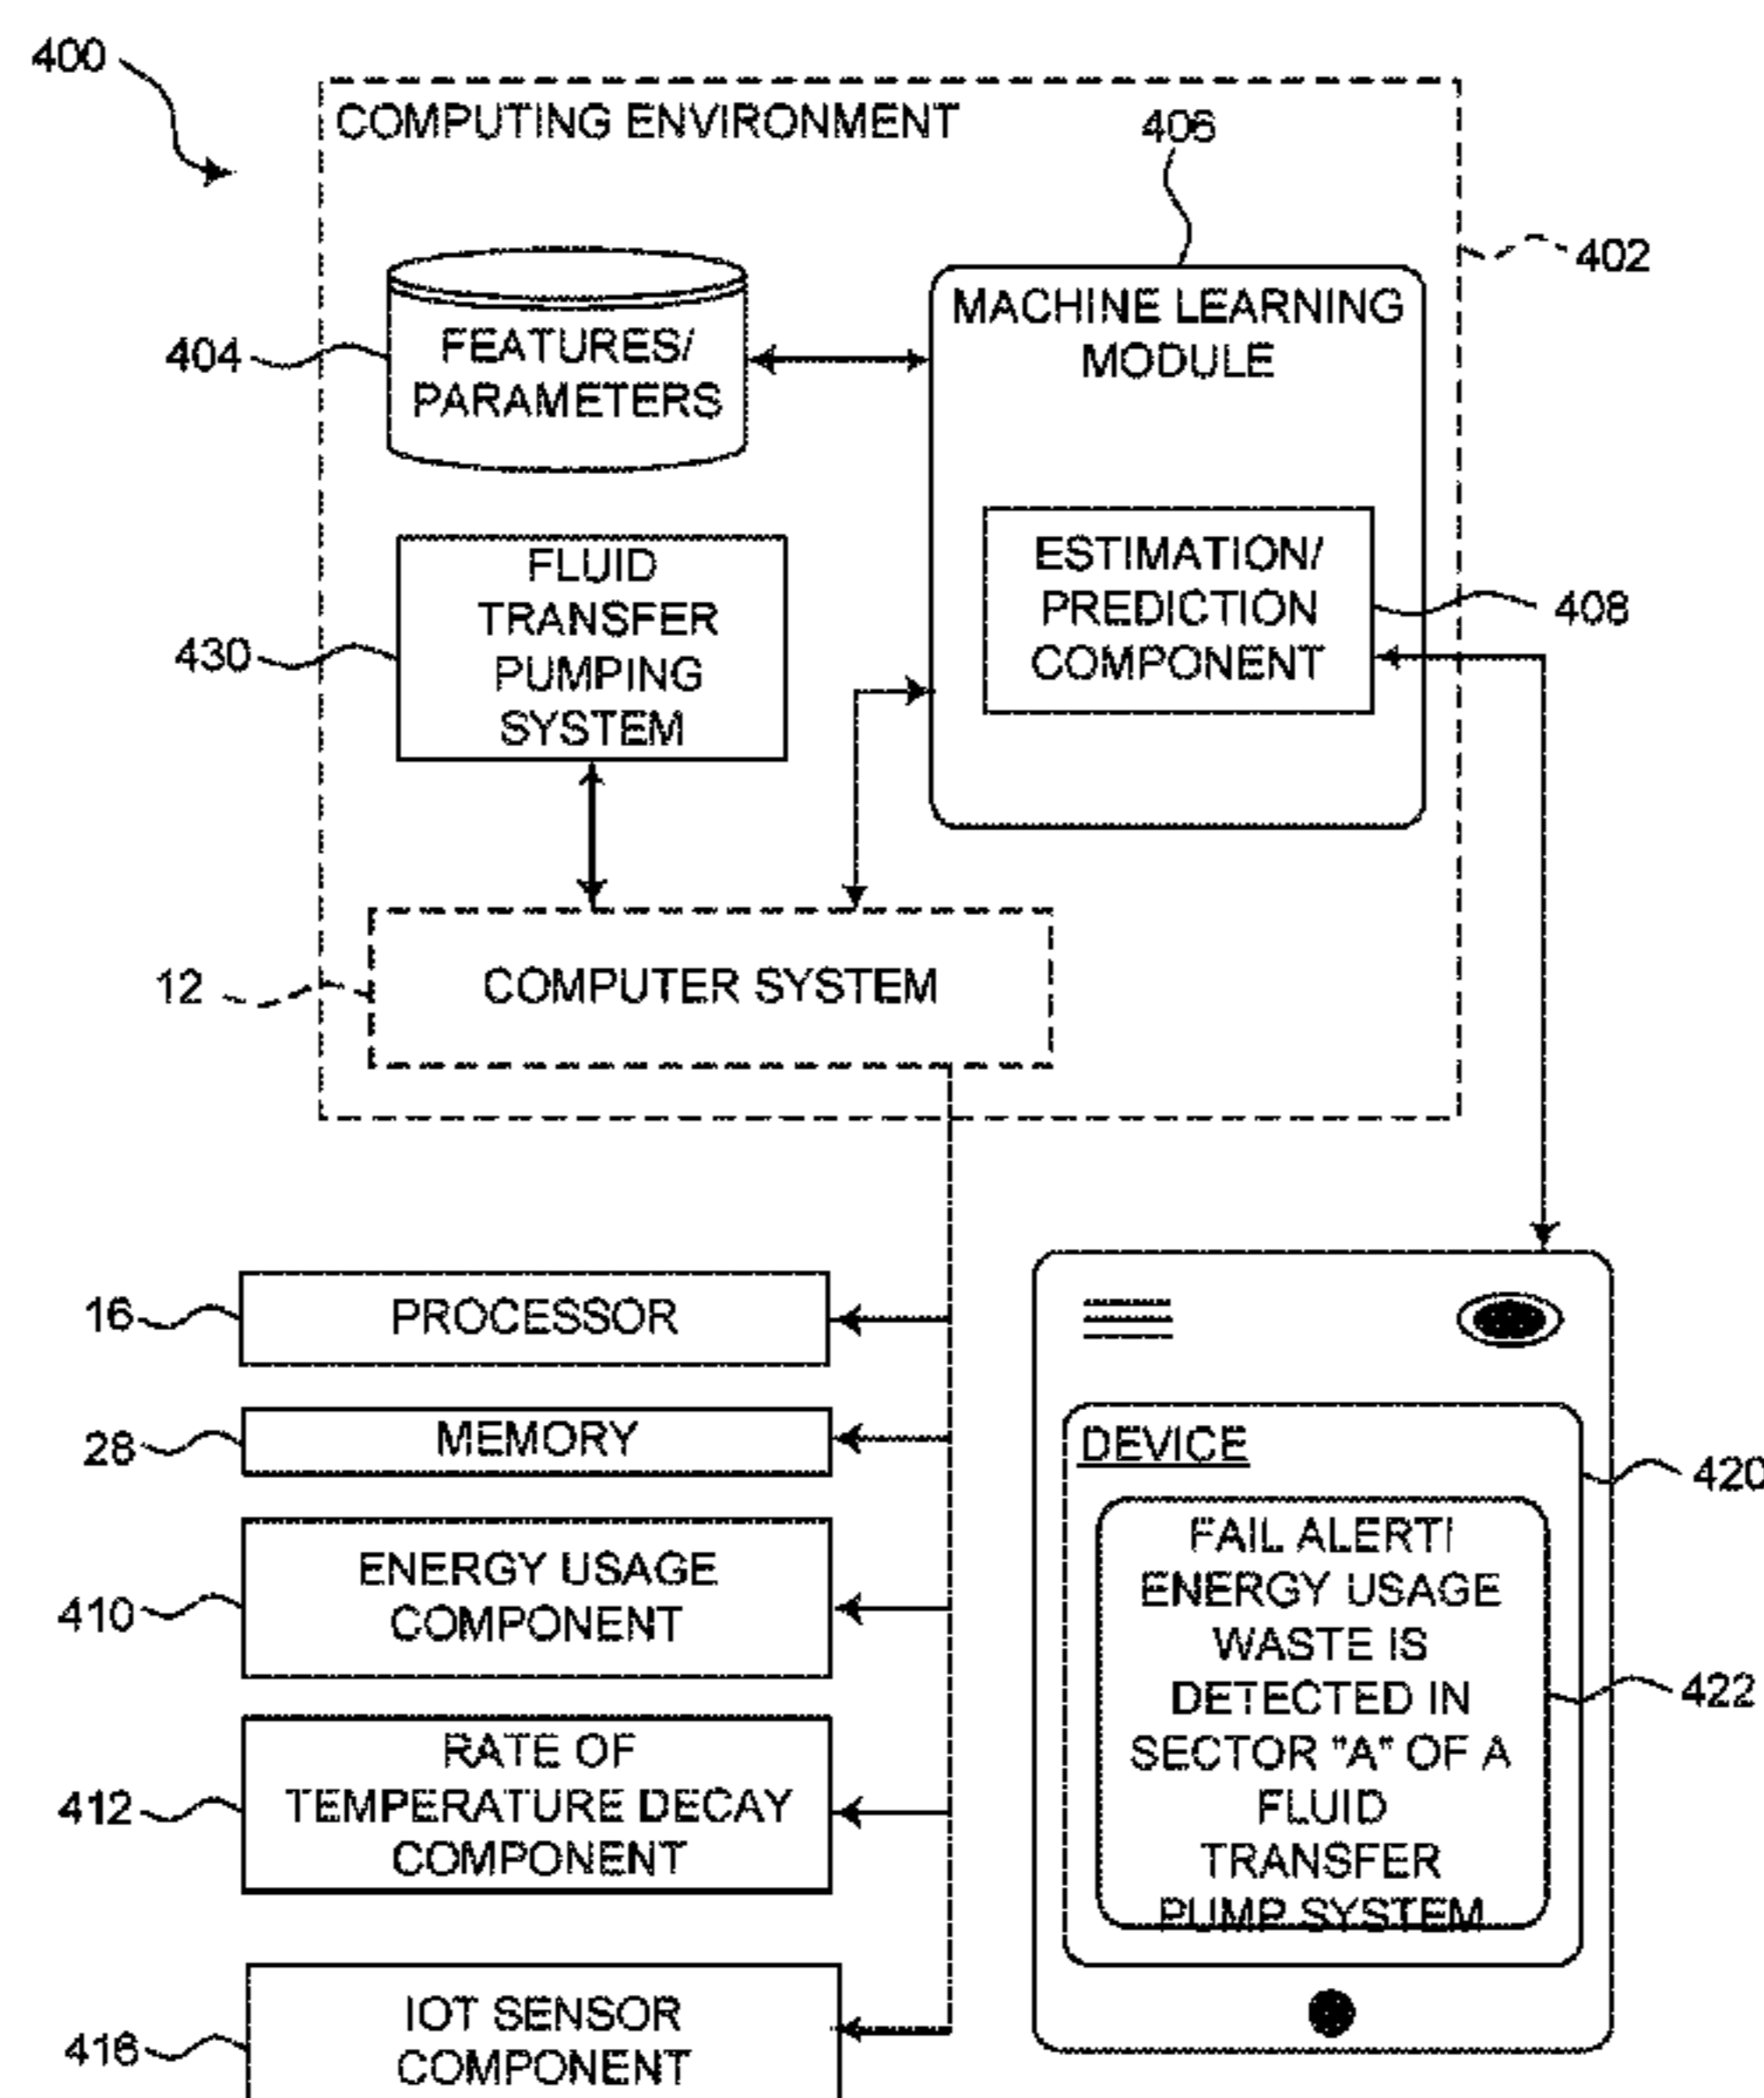 400
COMPUTING ENVIRONMENT
406
402
404
FEATURES/
PARAMETERS
MACHINE LEARNING
MODULE
430
FLUID
TRANSFER
PUMPING
SYSTEM
ESTIMATION/
PREDICTION
COMPONENT
408
12
COMPUTER SYSTEM
16
PROCESSOR
28
MEMORY
410
ENERGY USAGE
COMPONENT
412
RATE OF
TEMPERATURE DECAY
COMPONENT
416
IOT SENSOR
COMPONENT
DEVICE
420
FAIL ALERT!
ENERGY USAGE
WASTE IS
DETECTED IN
SECTOR "A" OF A
FLUID
TRANSFER
PUMP SYSTEM
422